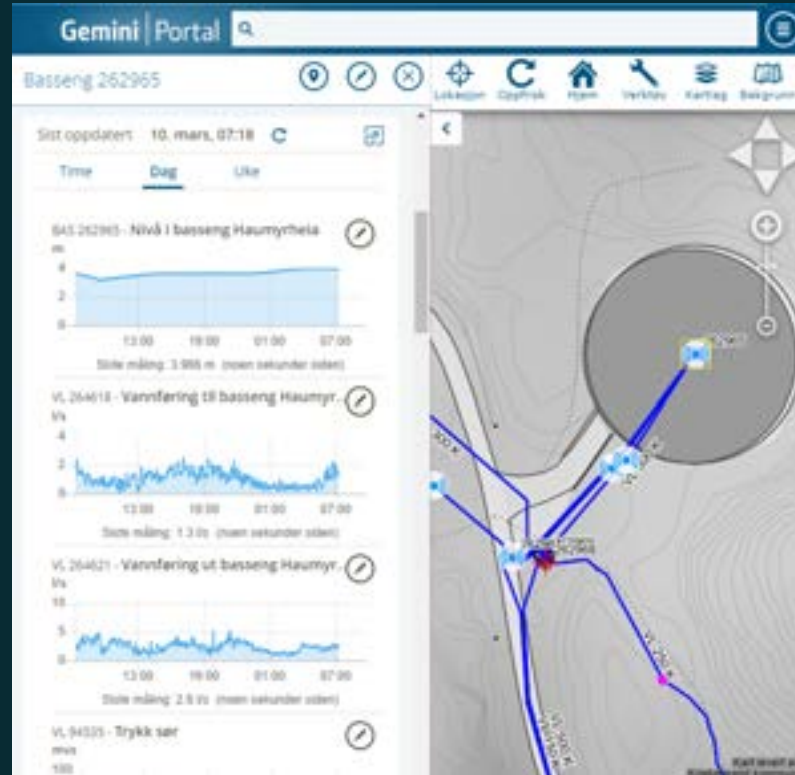 Gemini Portal
Basseng 262965
Lokasjon Oppfrisk Hjem Verktøy Kartlag Bakgrunn
Sist oppdatert 10. mars, 07:18
Time Dag Uke
BAS 262965 - Nivå i basseng Haumyrheia
m
4
2
0
13:00 19:00 01:00 07:00
Siste måling: 3.986 m (noen sekunder siden)
VL 264618 - Vannføring til basseng Haumyr...
l/s
4
2
0
13:00 19:00 01:00 07:00
Siste måling: 1.3 l/s (noen sekunder siden)
VL 264621 - Vannføring ut basseng Haumyr...
l/s
10
5
0
13:00 19:00 01:00 07:00
Siste måling: 2.8 l/s (noen sekunder siden)
VL 94535 - Trykk sør
mvs
100
300 K
262968
VL 250 K